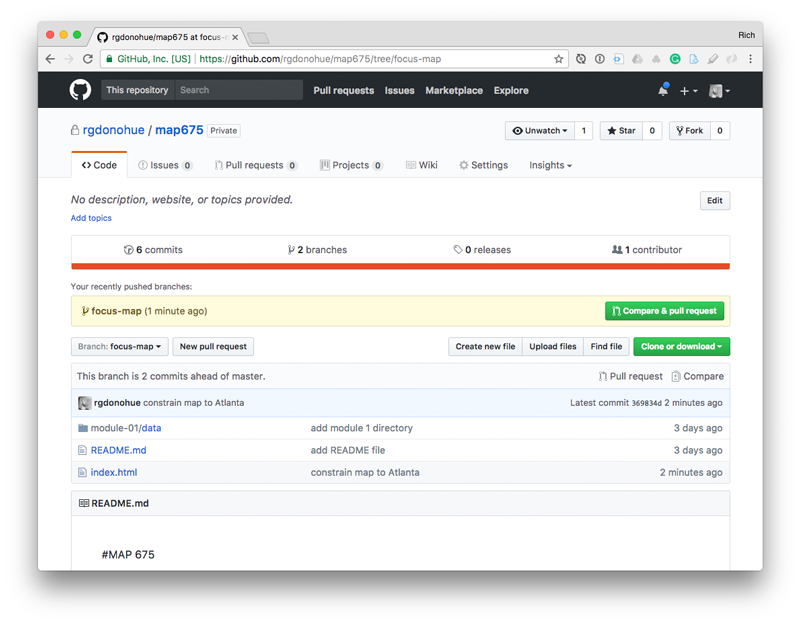 rgdonohue/map675 at focus-m
Rich
GitHub, Inc. [US] https://github.com/rgdonohue/map675/tree/focus-map
This repository Search Pull requests Issues Marketplace Explore
rgdonohue / map675 Private
Unwatch 1 Star 0 Fork 0
Code Issues 0 Pull requests 0 Projects 0 Wiki Settings Insights
No description, website, or topics provided.
Edit
Add topics
6 commits 2 branches 0 releases 1 contributor
Your recently pushed branches:
focus-map (1 minute ago) Compare & pull request
Branch: focus-map New pull request Create new file Upload files Find file Clone or download
This branch is 2 commits ahead of master. Pull request Compare
rgdonohue constrain map to Atlanta Latest commit 369834d 2 minutes ago
module-01/data add module 1 directory 3 days ago
README.md add README file 3 days ago
index.html constrain map to Atlanta 2 minutes ago
README.md
#MAP 675